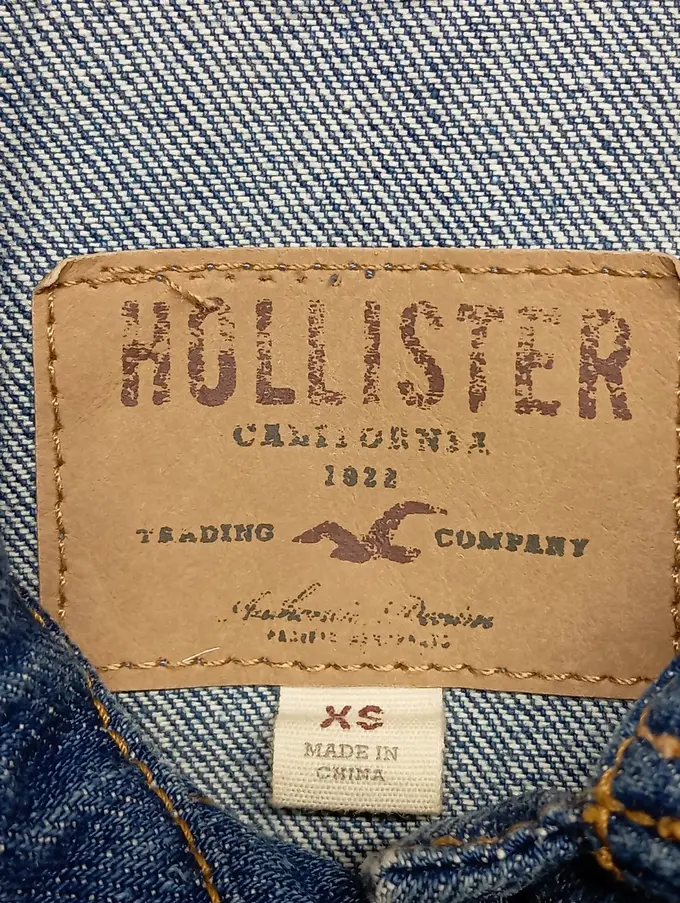 HOLLISTER
CALIFORNIA
1922
TRADING COMPANY
XS
MADE IN
CHINA